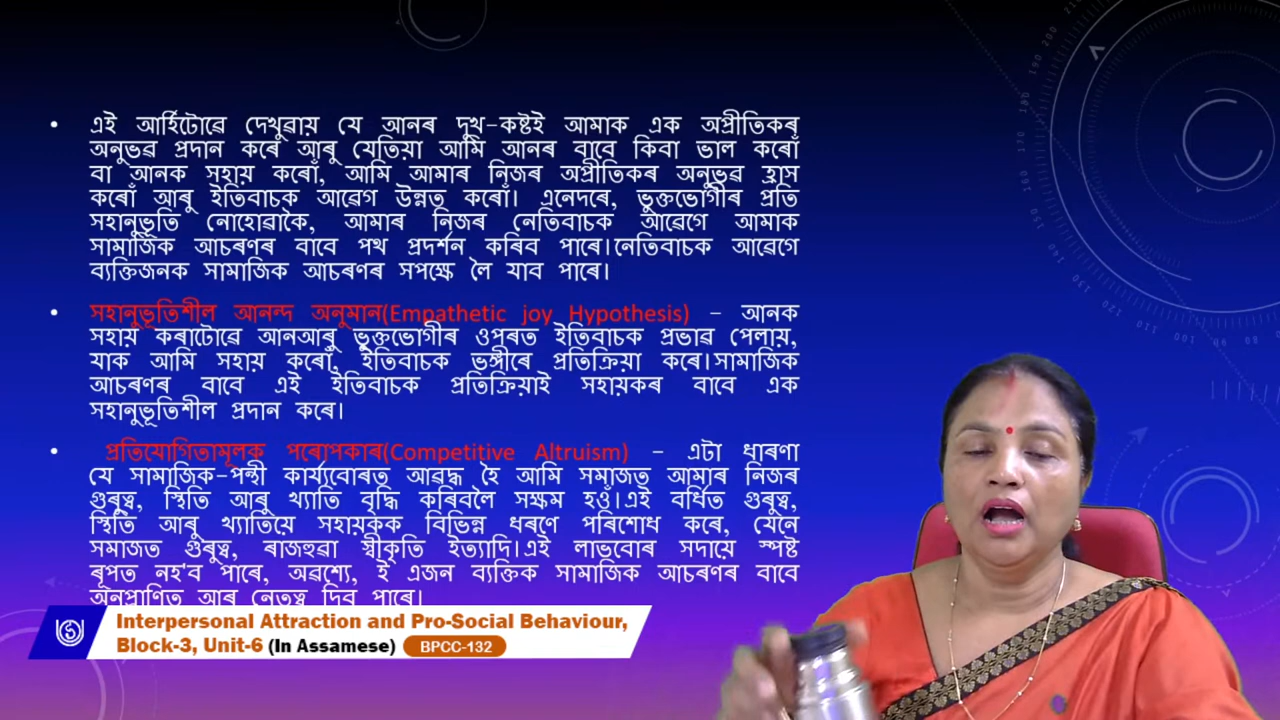 • এই আৰ্হিটোৱে দেখুৱায় যে আনৰ দুখ-কষ্টই আমাক এক অপ্ৰীতিকৰ
অনুভৱ প্ৰদান কৰে আৰু যেতিয়া আমি আনৰ বাবে কিবা ভাল কৰোঁ
বা আনক সহায় কৰোঁ, আমি আমাৰ নিজৰ অপ্ৰীতিকৰ অনুভৱ হ্ৰাস
কৰোঁ আৰু ইতিবাচক আৱেগ উন্নত কৰোঁ। এনেদৰে, ভুক্তভোগীৰ প্ৰতি
সহানুভূতি নোহোৱাকৈ, আমাৰ নিজৰ নেতিবাচক আৱেগে আমাক
সামাজিক আচৰণৰ বাবে পথ প্ৰদৰ্শন কৰিব পাৰে।নেতিবাচক আৱেগে
ব্যক্তিজনক সামাজিক আচৰণৰ সপক্ষে লৈ যাব পাৰে।
• সহানুভূতিশীল আনন্দ অনুমান(Empathetic joy Hypothesis) – আনক
সহায় কৰাটোৱে আনআৰু ভুক্তভোগীৰ ওপৰত ইতিবাচক প্ৰভাৱ পেলায়,
যাক আমি সহায় কৰোঁ, ইতিবাচক ভঙ্গীৰে প্ৰতিক্ৰিয়া কৰে।সামাজিক
আচৰণৰ বাবে এই ইতিবাচক প্ৰতিক্ৰিয়াই সহায়কৰ বাবে এক
সহানুভূতিশীল প্ৰদান কৰে।
• প্ৰতিযোগিতামূলক পৰোপকাৰ(Competitive Altruism) – এটা ধাৰণা
যে সামাজিক-পন্থী কাৰ্য্যবোৰত আবদ্ধ হৈ আমি সমাজত আমাৰ নিজৰ
গুৰুত্ব, স্থিতি আৰু খ্যাতি বৃদ্ধি কৰিবলৈ সক্ষম হওঁ।এই বৰ্ধিত গুৰুত্ব,
স্থিতি আৰু খ্যাতিয়ে সহায়কক বিভিন্ন ধৰণে পৰিশোধ কৰে, যেনে
সমাজত গুৰুত্ব, ৰাজহুৱা স্বীকৃতি ইত্যাদি।এই লাভবোৰ সদায়ে স্পষ্ট
ৰূপত নহ'ব পাৰে, অৱশ্যে, ই এজন ব্যক্তিক সামাজিক আচৰণৰ বাবে
অনুপ্ৰাণিত আৰু নেতৃত্ব দিব পাৰে।
Interpersonal Attraction and Pro-Social Behaviour,
Block-3, Unit-6 (In Assamese) BPCC-132